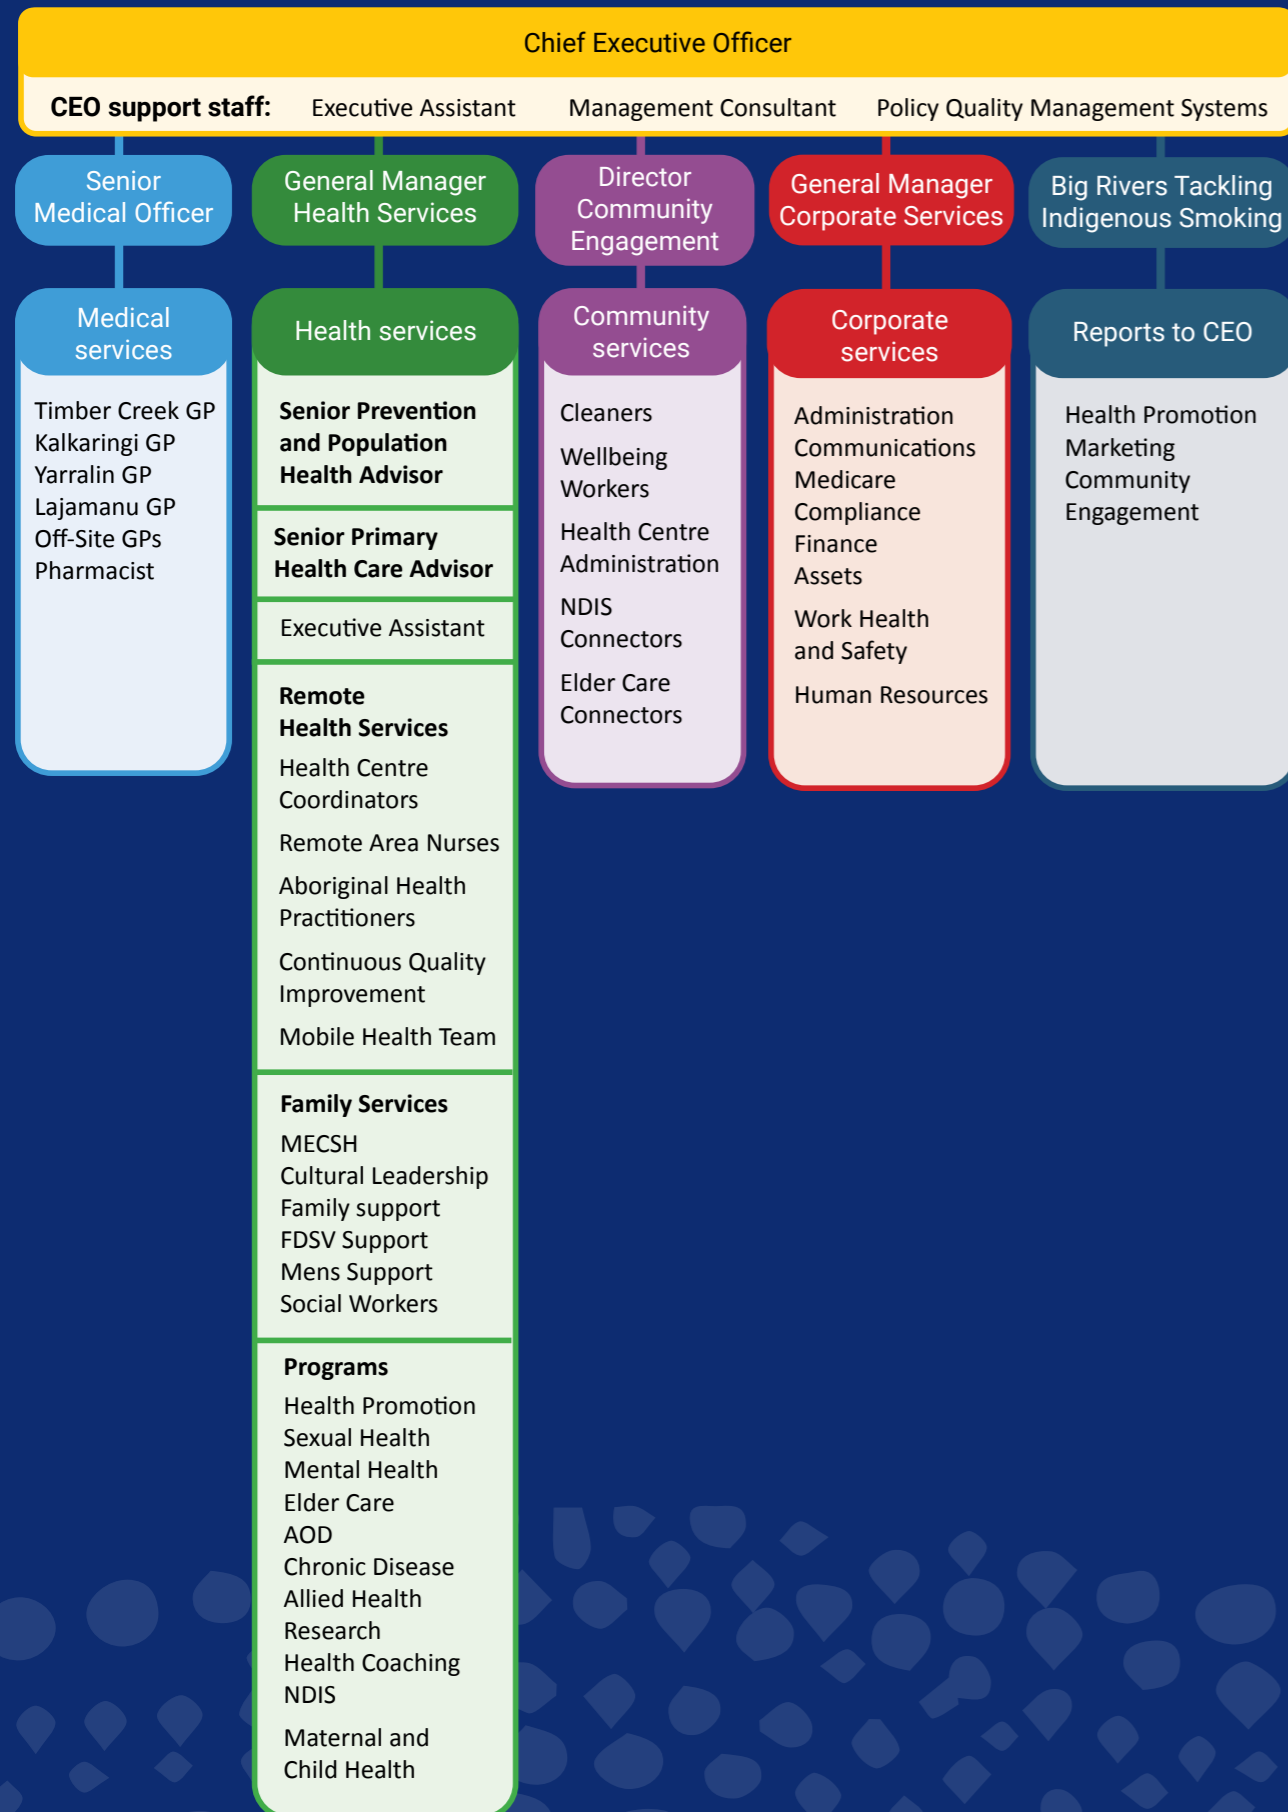 Chief Executive Officer
CEO support staff: Executive Assistant Management Consultant Policy Quality Management Systems
Senior
Medical Officer
Medical
services
Timber Creek GP
Kalkaringi GP
Yarralin GP
Lajamanu GP
Off-Site GPs
Pharmacist
General Manager
Health Services
Health services
Senior Prevention
and Population
Health Advisor
Senior Primary
Health Care Advisor
Executive Assistant
Remote
Health Services
Health Centre
Coordinators
Remote Area Nurses
Aboriginal Health
Practitioners
Continuous Quality
Improvement
Mobile Health Team
Family Services
MECSH
Cultural Leadership
Family support
FDSV Support
Mens Support
Social Workers
Programs
Health Promotion
Sexual Health
Mental Health
Elder Care
AOD
Chronic Disease
Allied Health
Research
Health Coaching
NDIS
Maternal and
Child Health
Director
Community
Engagement
Community
services
Cleaners
Wellbeing
Workers
Health Centre
Administration
NDIS
Connectors
Elder Care
Connectors
General Manager
Corporate Services
Corporate
services
Administration
Communications
Medicare
Compliance
Finance
Assets
Work Health
and Safety
Human Resources
Big Rivers Tackling
Indigenous Smoking
Reports to CEO
Health Promotion
Marketing
Community
Engagement